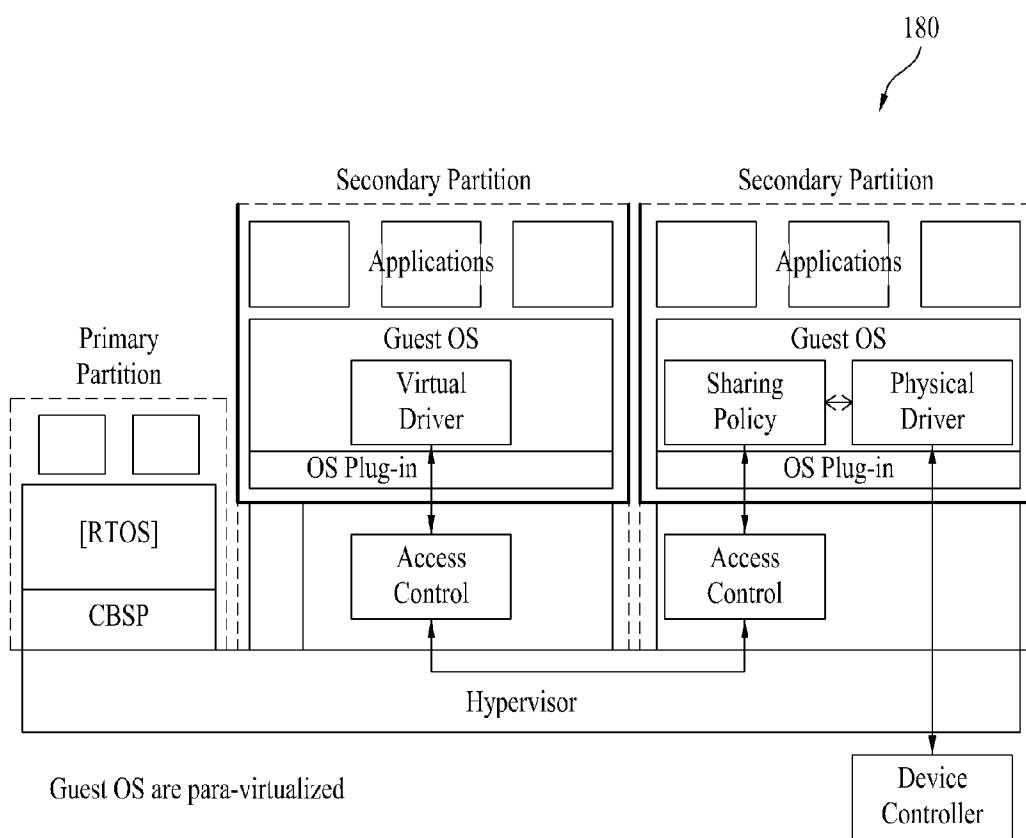 180
Secondary Partition
Secondary Partition
Applications
Applications
Primary
Partition
Guest OS
Guest OS
Virtual
Driver
Sharing
Policy
Physical
Driver
OS Plug-in
OS Plug-in
[RTOS]
CBSP
Access
Control
Access
Control
Hypervisor
Guest OS are para-virtualized
Device
Controller